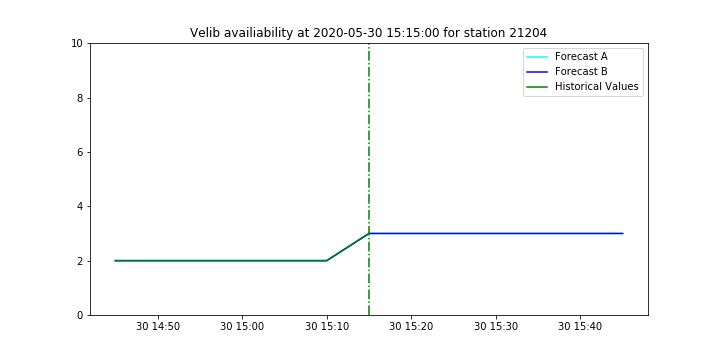 Velib availiability at 2020-05-30 15:15:00 for station 21204
10
8
6
4
2
0
Forecast A
Forecast B
Historical Values
30 14:50 30 15:00 30 15:10 30 15:20 30 15:30 30 15:40